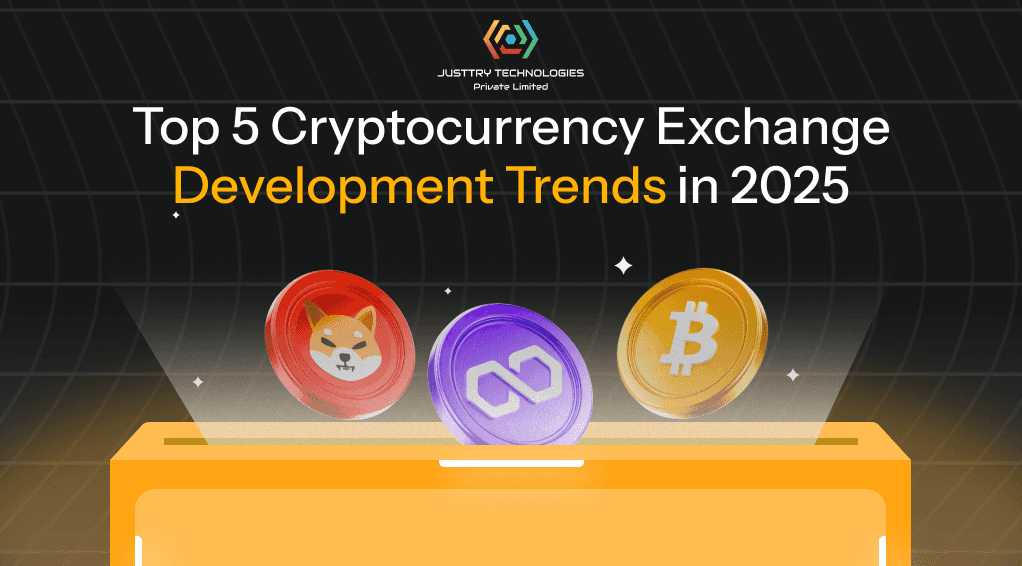 JUSTTRY TECHNOLOGIES
Private Limited
Top 5 Cryptocurrency Exchange
Development Trends in 2025